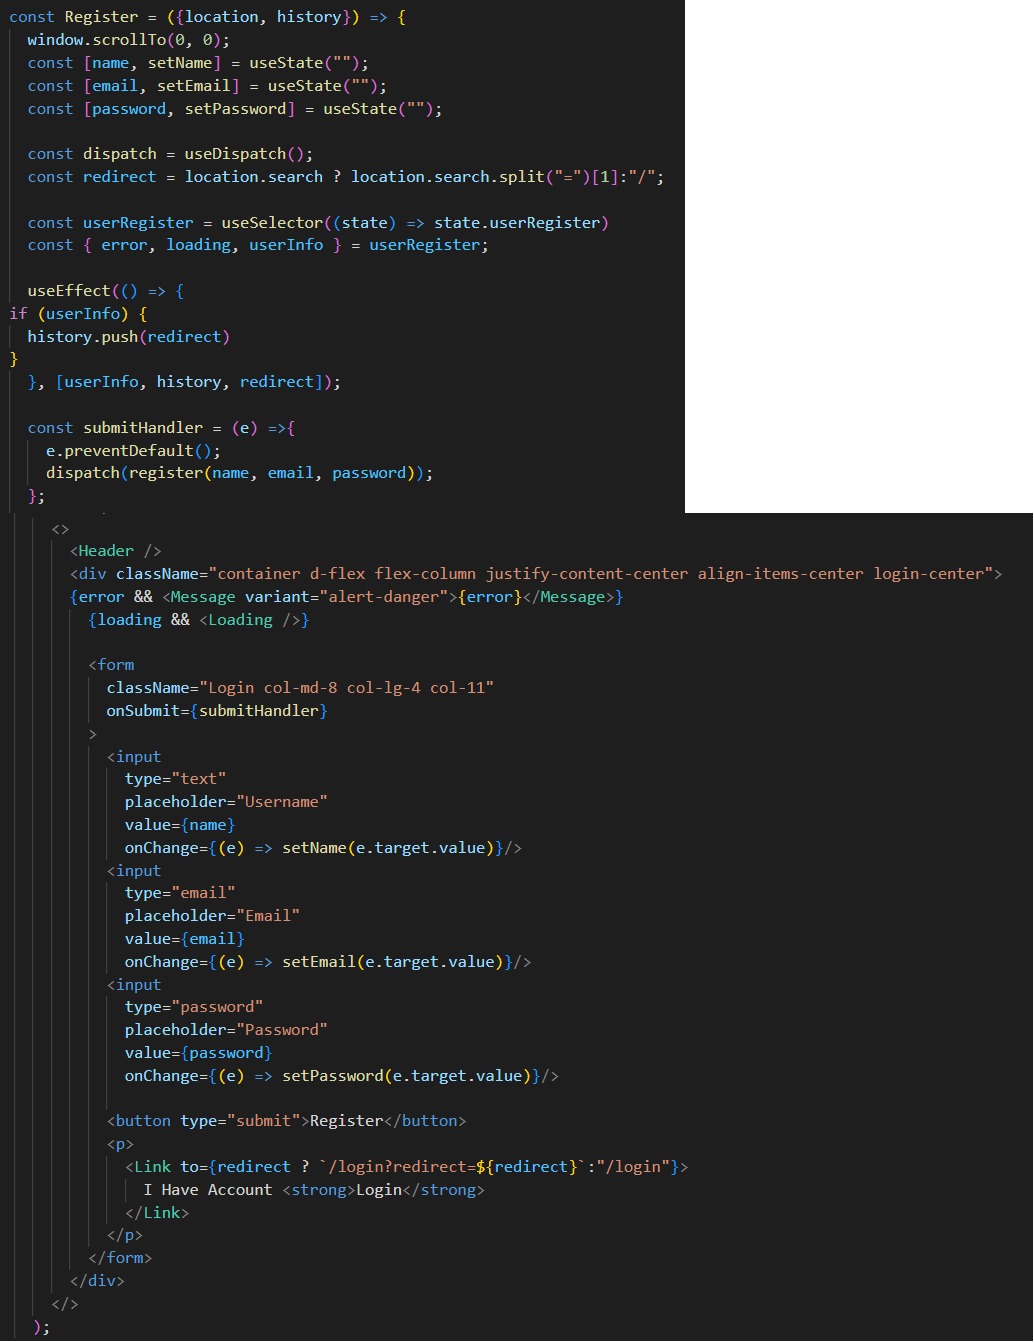 const Register = ({location, history}) => {
window.scrollTo(0, 0);
const [name, setName] = useState("");
const [email, setEmail] = useState("");
const [password, setPassword] = useState("");
const dispatch = useDispatch();
const redirect = location.search ? location.search.split("=")[1]:"/";
const userRegister = useSelector((state) => state.userRegister)
const { error, loading, userInfo } = userRegister;
useEffect(() => {
if (userInfo) {
history.push(redirect)
}
}, [userInfo, history, redirect]);
const submitHandler = (e) =>{
e.preventDefault();
dispatch(register(name, email, password));
};
<>
<Header />
<div className="container d-flex flex-column justify-content-center align-items-center login-center">
{error && <Message variant="alert-danger">{error}</Message>}
{loading && <Loading />}
<form
className="Login col-md-8 col-lg-4 col-11"
onSubmit={submitHandler}
>
<input
type="text"
placeholder="Username"
value={name}
onChange={(e) => setName(e.target.value)}/>
<input
type="email"
placeholder="Email"
value={email}
onChange={(e) => setEmail(e.target.value)}/>
<input
type="password"
placeholder="Password"
value={password}
onChange={(e) => setPassword(e.target.value)}/>
<button type="submit">Register</button>
<p>
<Link to={redirect ? `/login?redirect=${redirect}`:"/login"}>
I Have Account <strong>Login</strong>
</Link>
</p>
</form>
</div>
</>
);